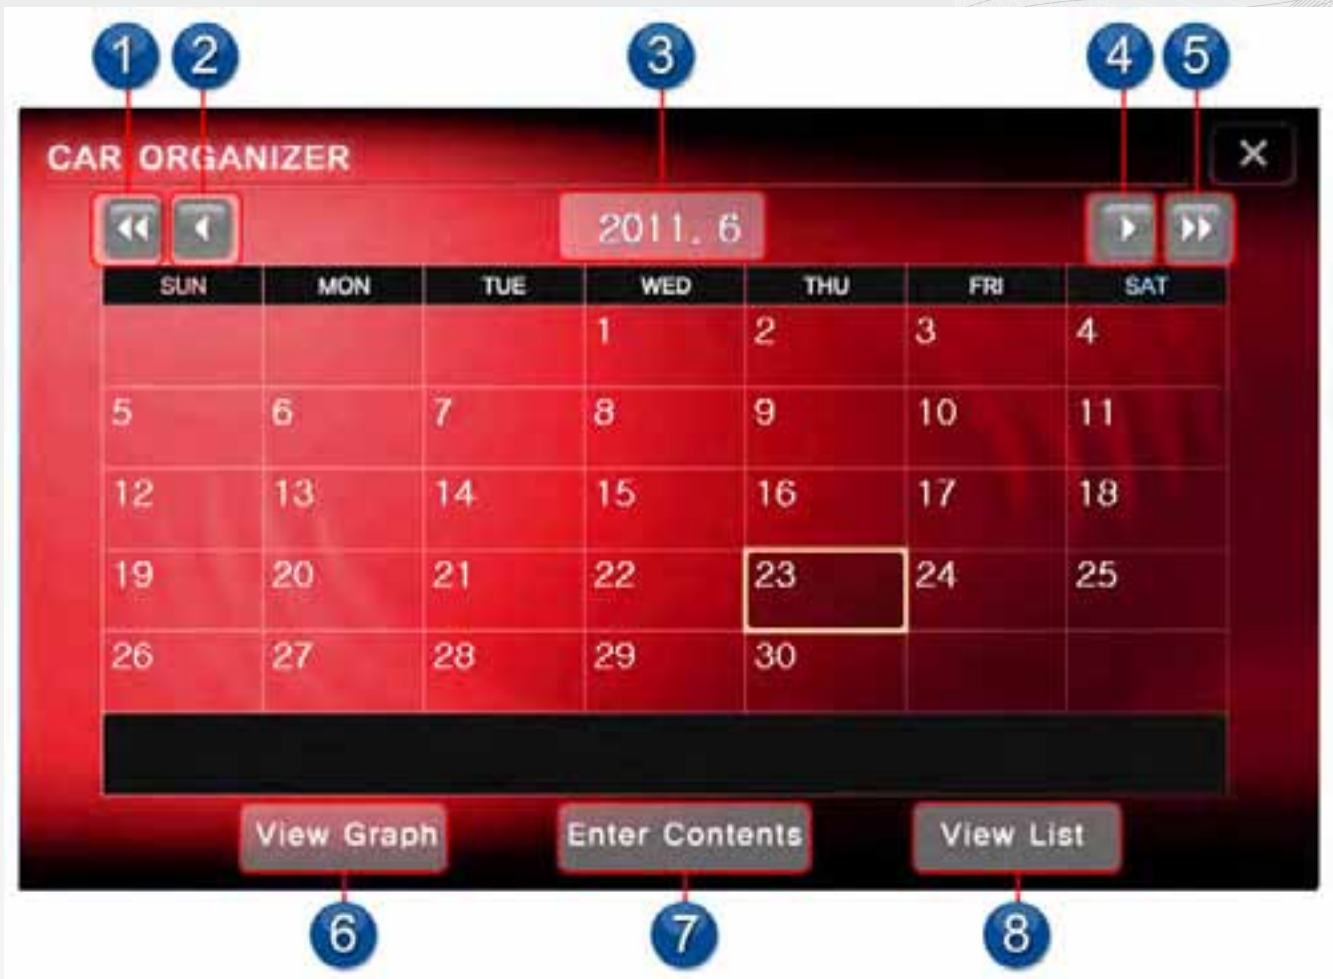 1 2 3 4 5
CAR ORGANIZER
2011. 6
SUN MON TUE WED THU FRI SAT
1 2 3 4
5 6 7 8 9 10 11
12 13 14 15 16 17 18
19 20 21 22 23 24 25
26 27 28 29 30
View Graph Enter Contents View List
6 7 8